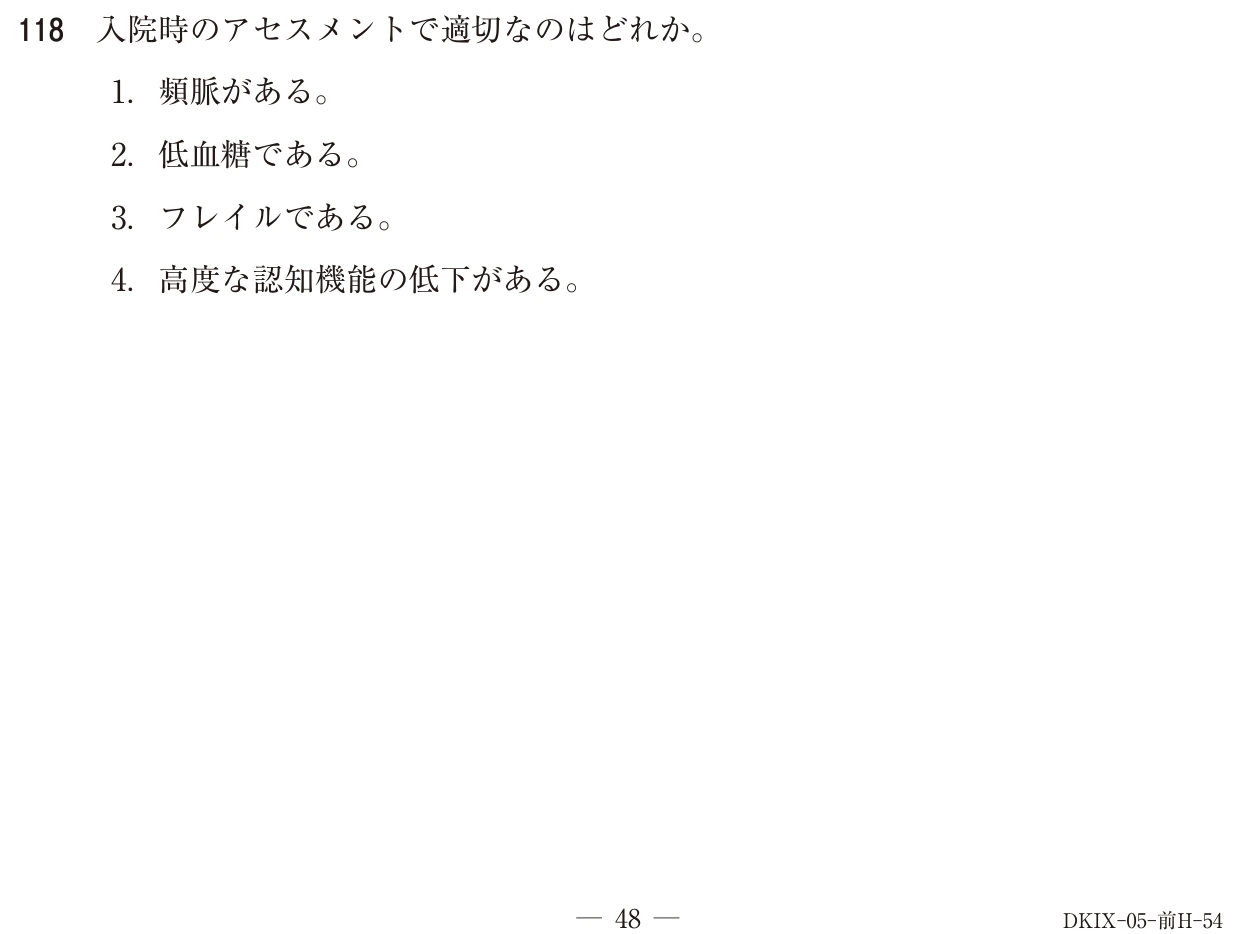 118 入院時のアセスメントで適切なのはどれか。
1. 頻脈がある。
2. 低血糖である。
3. フレイルである。
4. 高度な認知機能の低下がある。
— 48 —
DKIX-05-前H-54